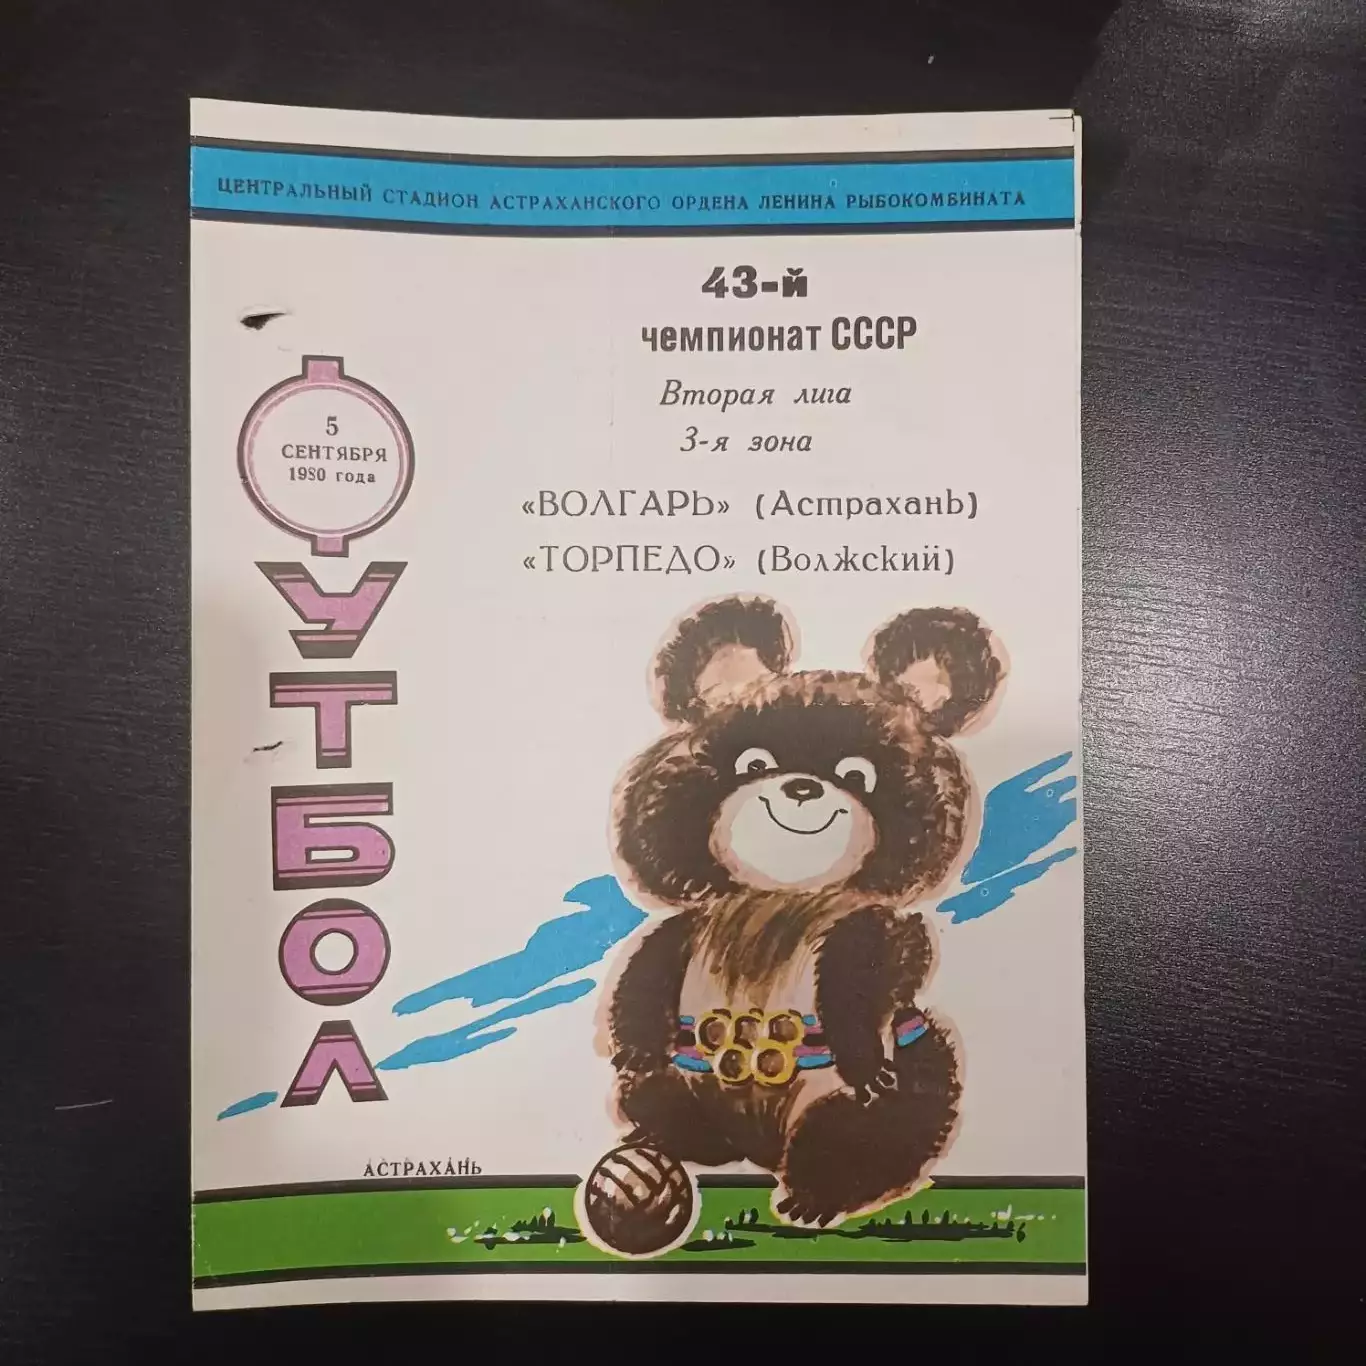 ЦЕНТРАЛЬНЫЙ СТАДИОН АСТРАХАНСКОГО ОРДЕНА ЛЕНИНА РЫБОКОМБИНАТА
43-й
чемпионат СССР
Вторая лига
3-я зона
«ВОЛГАРЬ» (Астрахань)
«ТОРПЕДО» (Волжский)
ФУТБОЛ
5
СЕНТЯБРЯ
1980 года
АСТРАХАНЬ